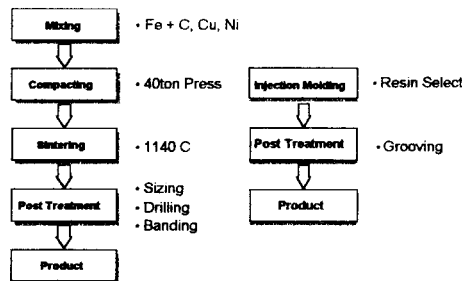 Mixing
· Fe + C, Cu, Ni
Compacting
· 40ton Press
Sintering
· 1140 C
Post Treatment
· Sizing
· Drilling
· Banding
Product
Injection Molding
· Resin Select
Post Treatment
· Grooving
Product